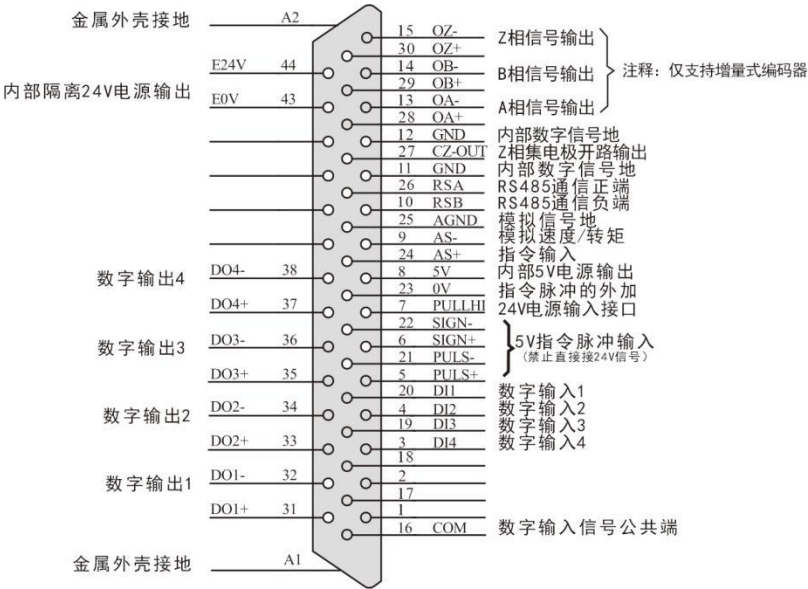 金属外壳接地 A2
15 OZ-
Z相信号输出
30 OZ+
E24V 44
14 OB-
B相信号输出
注释：仅支持增量式编码器
29 OB+
内部隔离24V电源输出
E0V 43
13 OA-
A相信号输出
28 OA+
12 GND 内部数字信号地
27 CZ-OUT Z相集电极开路输出
11 GND 内部数字信号地
26 RSA RS485通信正端
10 RSB RS485通信负端
25 AGND 模拟信号地
9 AS- 模拟速度/转矩
24 AS+ 指令输入
数字输出4
DO4- 38
8 5V 内部5V电源输出
23 0V 指令脉冲的外加
DO4+ 37
7 PULLHI 24V电源输入接口
22 SIGN-
数字输出3
DO3- 36
6 SIGN+
5V指令脉冲输入
（禁止直接接24V信号）
21 PULS-
DO3+ 35
5 PULS+
20 DI1 数字输入1
数字输出2
DO2- 34
4 DI2 数字输入2
19 DI3 数字输入3
DO2+ 33
3 DI4 数字输入4
18
数字输出1
DO1- 32
2
17
DO1+ 31
1
16 COM 数字输入信号公共端
金属外壳接地 A1